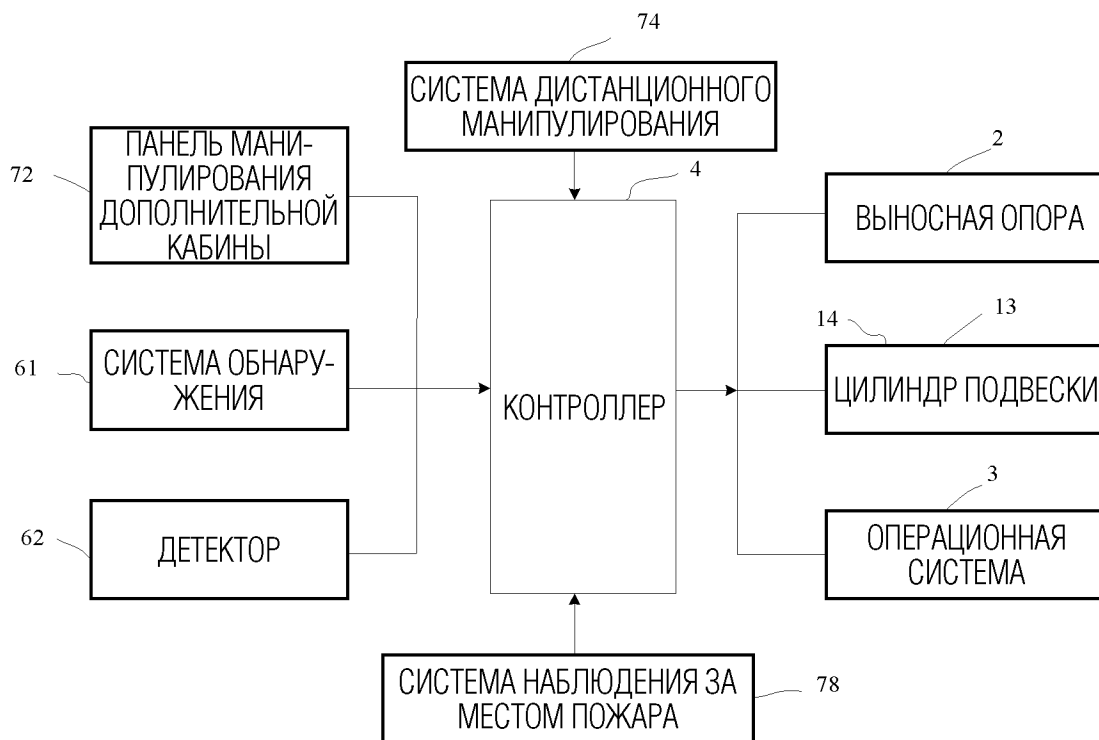 74
СИСТЕМА ДИСТАНЦИОННОГО
МАНИПУЛИРОВАНИЯ
72
ПАНЕЛЬ МАНИ-
ПУЛИРОВАНИЯ
ДОПОЛНИТЕЛЬНОЙ
КАБИНЫ
4
2
ВЫНОСНАЯ ОПОРА
61
СИСТЕМА ОБНАРУ-
ЖЕНИЯ
КОНТРОЛЛЕР
14
13
ЦИЛИНДР ПОДВЕСКИ
62
ДЕТЕКТОР
3
ОПЕРАЦИОННАЯ
СИСТЕМА
СИСТЕМА НАБЛЮДЕНИЯ ЗА
МЕСТОМ ПОЖАРА
78